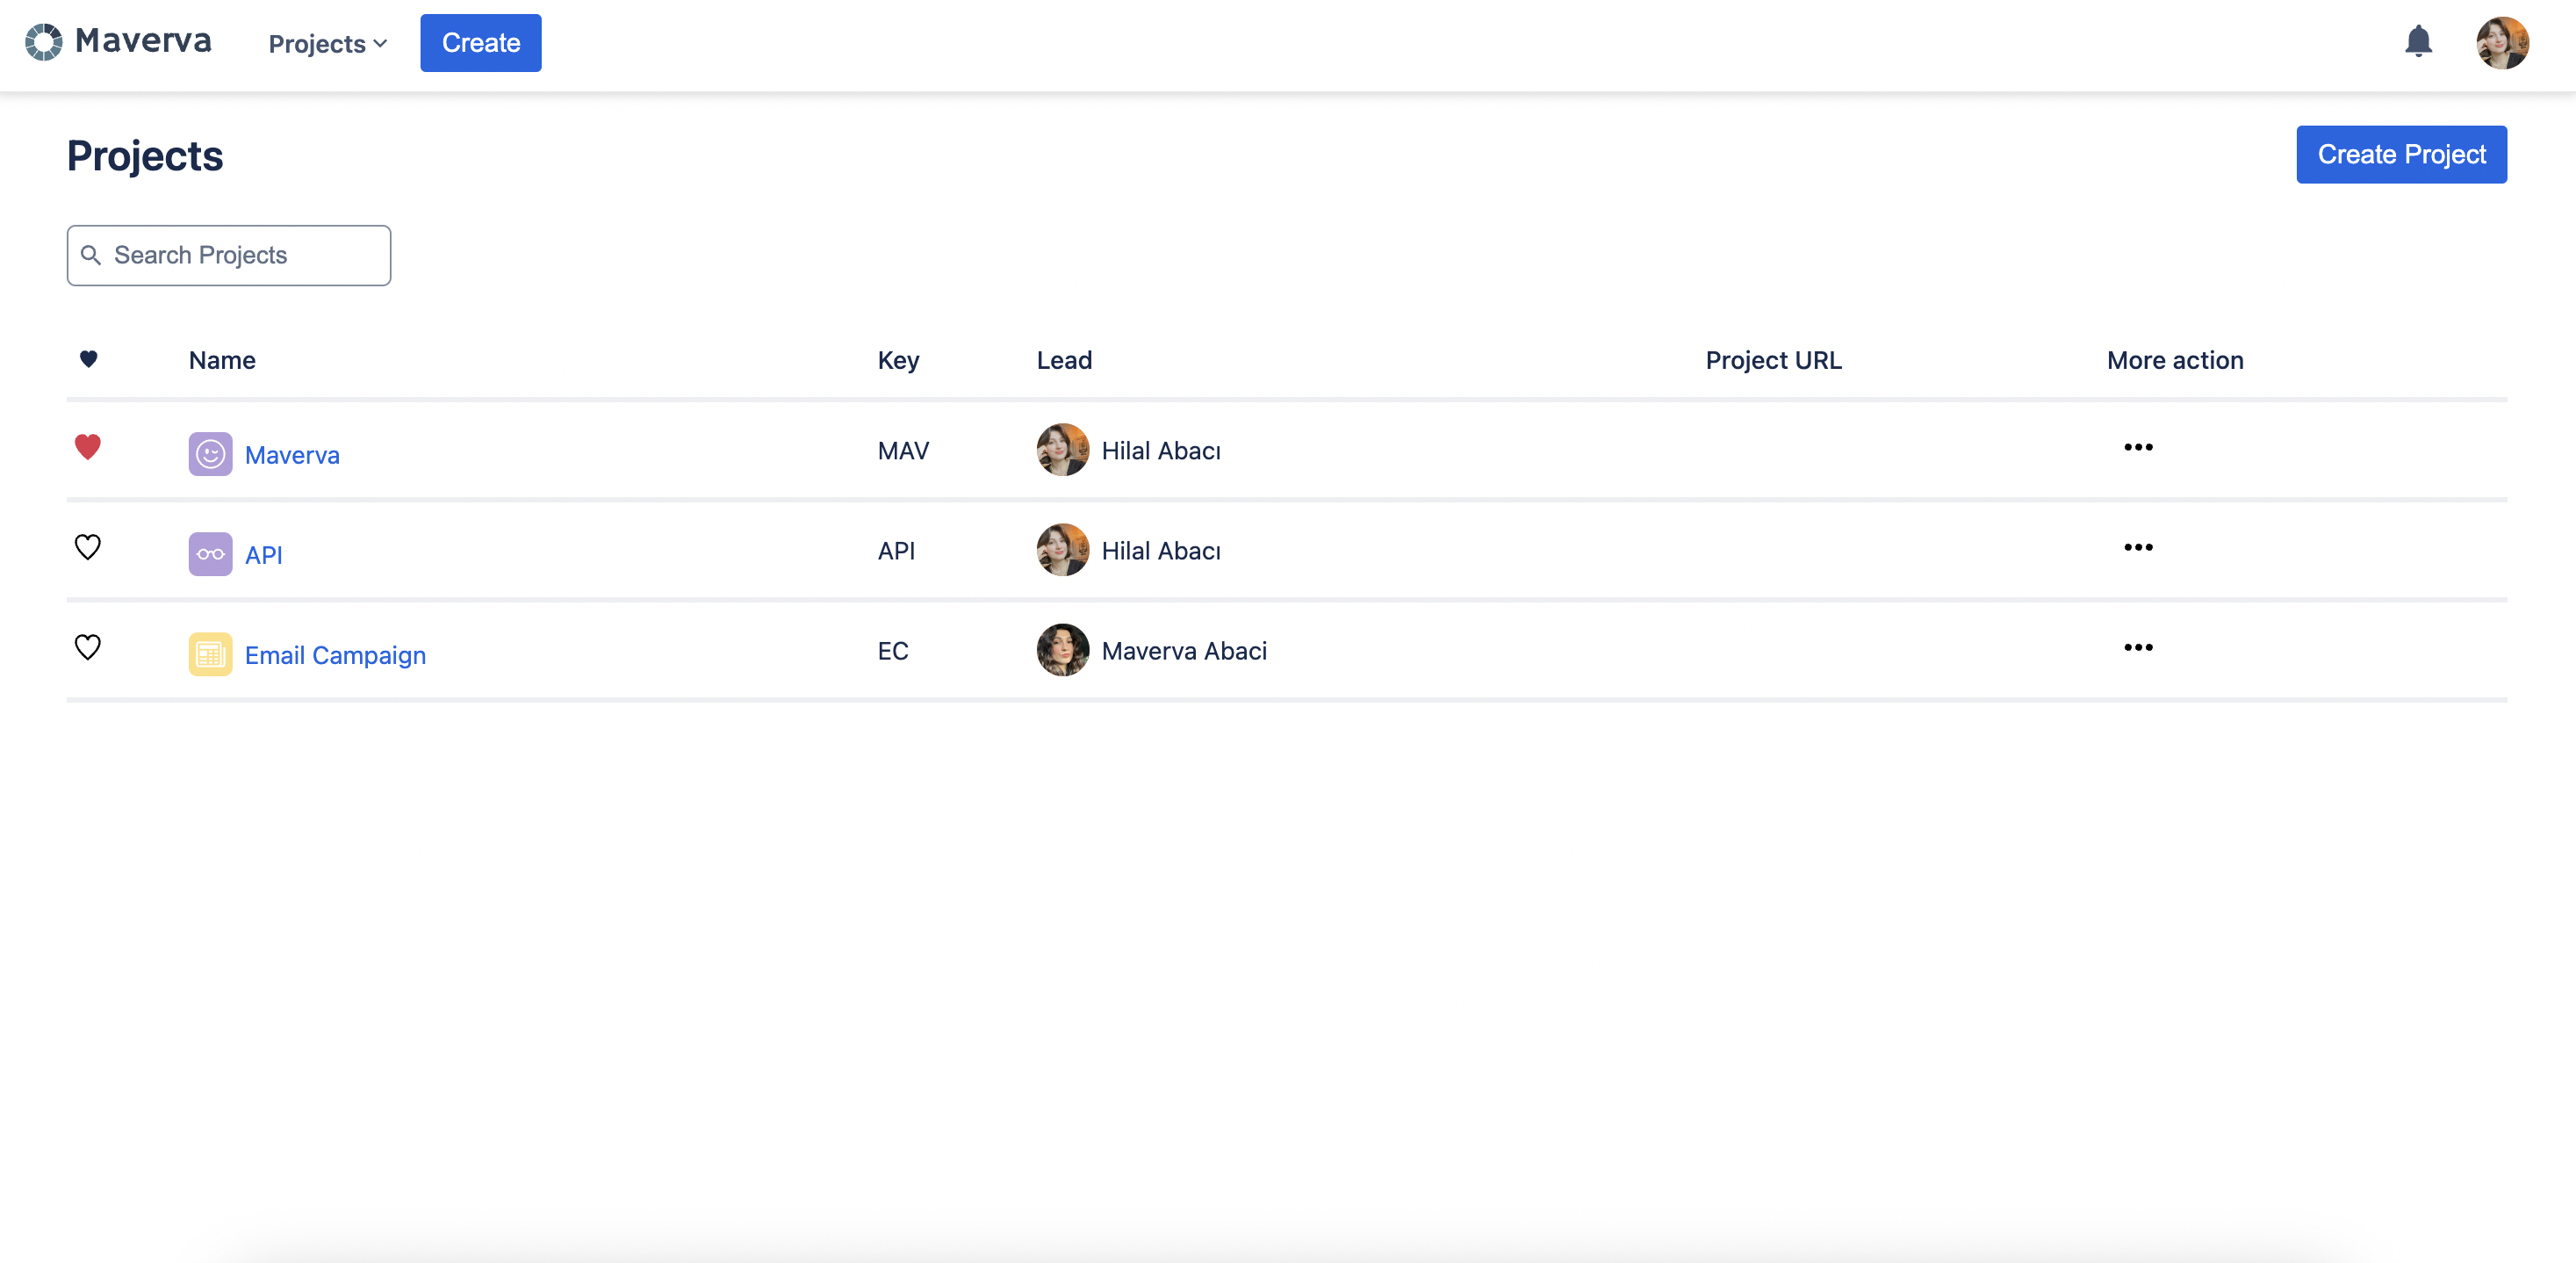 Maverva Projects Create
Projects
Create Project
Search Projects
Name Key Lead Project URL More action
Maverva MAV Hilal Abacı
API API Hilal Abacı
Email Campaign EC Maverva Abaci